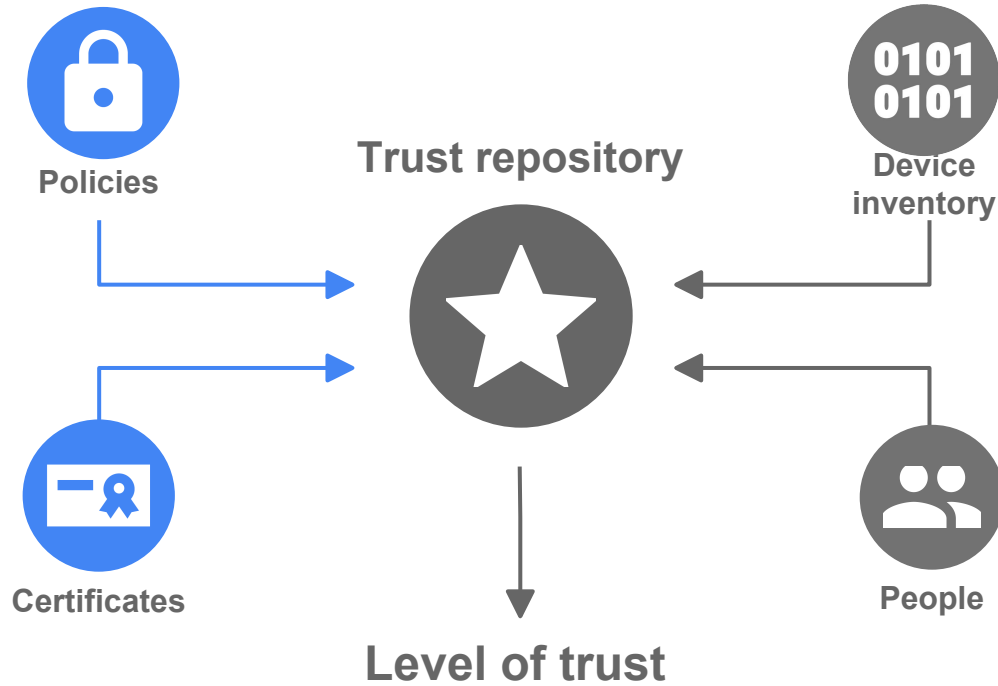 0101
0101
Policies
Trust repository
Device
inventory
Certificates
People
Level of trust